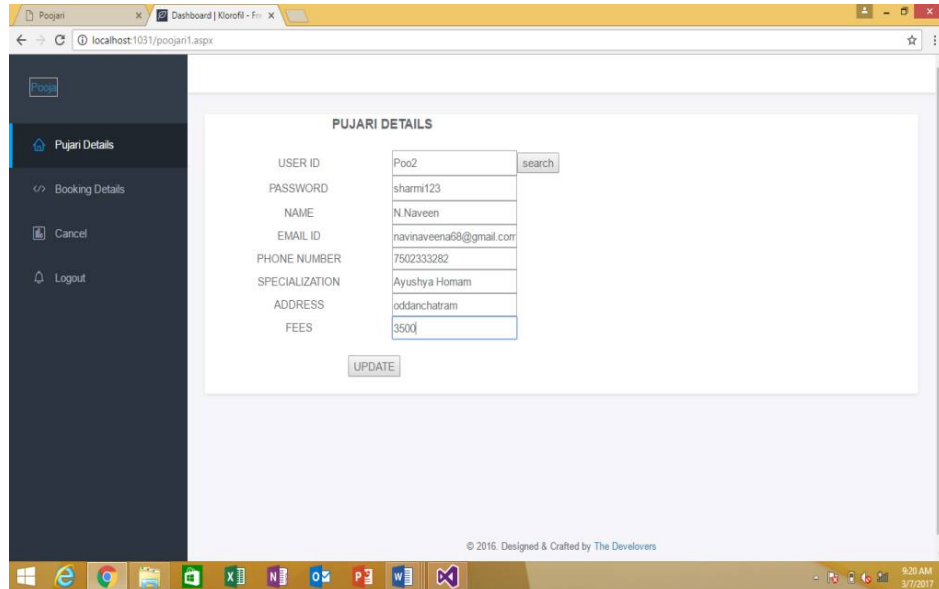 Poojari
Dashboard | Klorofil - Fre
localhost:1031/poojari1.aspx
Pooja
Pujari Details
Booking Details
Cancel
Logout
PUJARI DETAILS
USER ID Poo2 search
PASSWORD sharmi123
NAME N.Naveen
EMAIL ID navinaveena68@gmail.com
PHONE NUMBER 7502333282
SPECIALIZATION Ayushya Homam
ADDRESS oddanchatram
FEES 3500
UPDATE
© 2016. Designed & Crafted by The Develovers
9:20 AM
3/7/2017